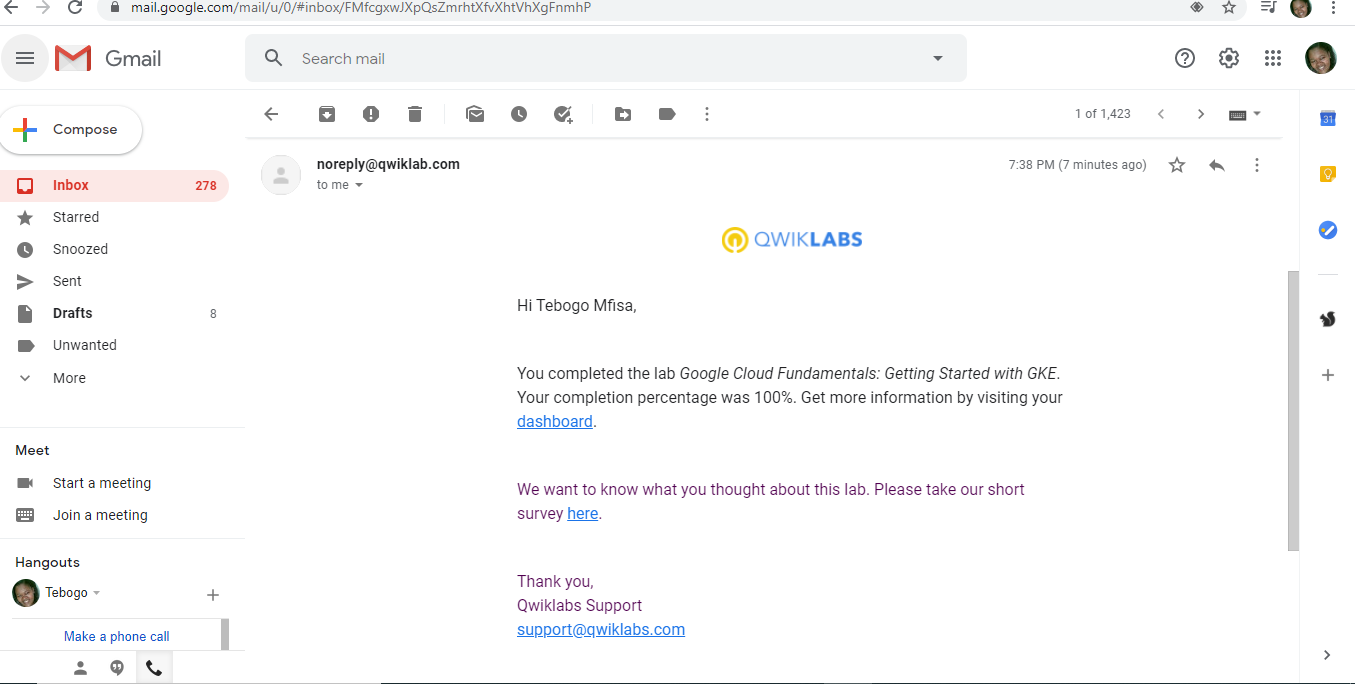 mail.google.com/mail/u/0/#inbox/FMfcgxwJXpQsZmrhtXfvXhtVhXgFnmhP
Gmail
Search mail
Compose
1 of 1,423
31
Inbox 278
Starred
Snoozed
Sent
Drafts 8
Unwanted
More
noreply@qwiklab.com
7:38 PM (7 minutes ago)
to me
QWIKLABS
Hi Tebogo Mfisa,
You completed the lab Google Cloud Fundamentals: Getting Started with GKE.
Your completion percentage was 100%. Get more information by visiting your
dashboard.
We want to know what you thought about this lab. Please take our short
survey here.
Thank you,
Qwiklabs Support
support@qwiklabs.com
Meet
Start a meeting
Join a meeting
Hangouts
Tebogo
Make a phone call